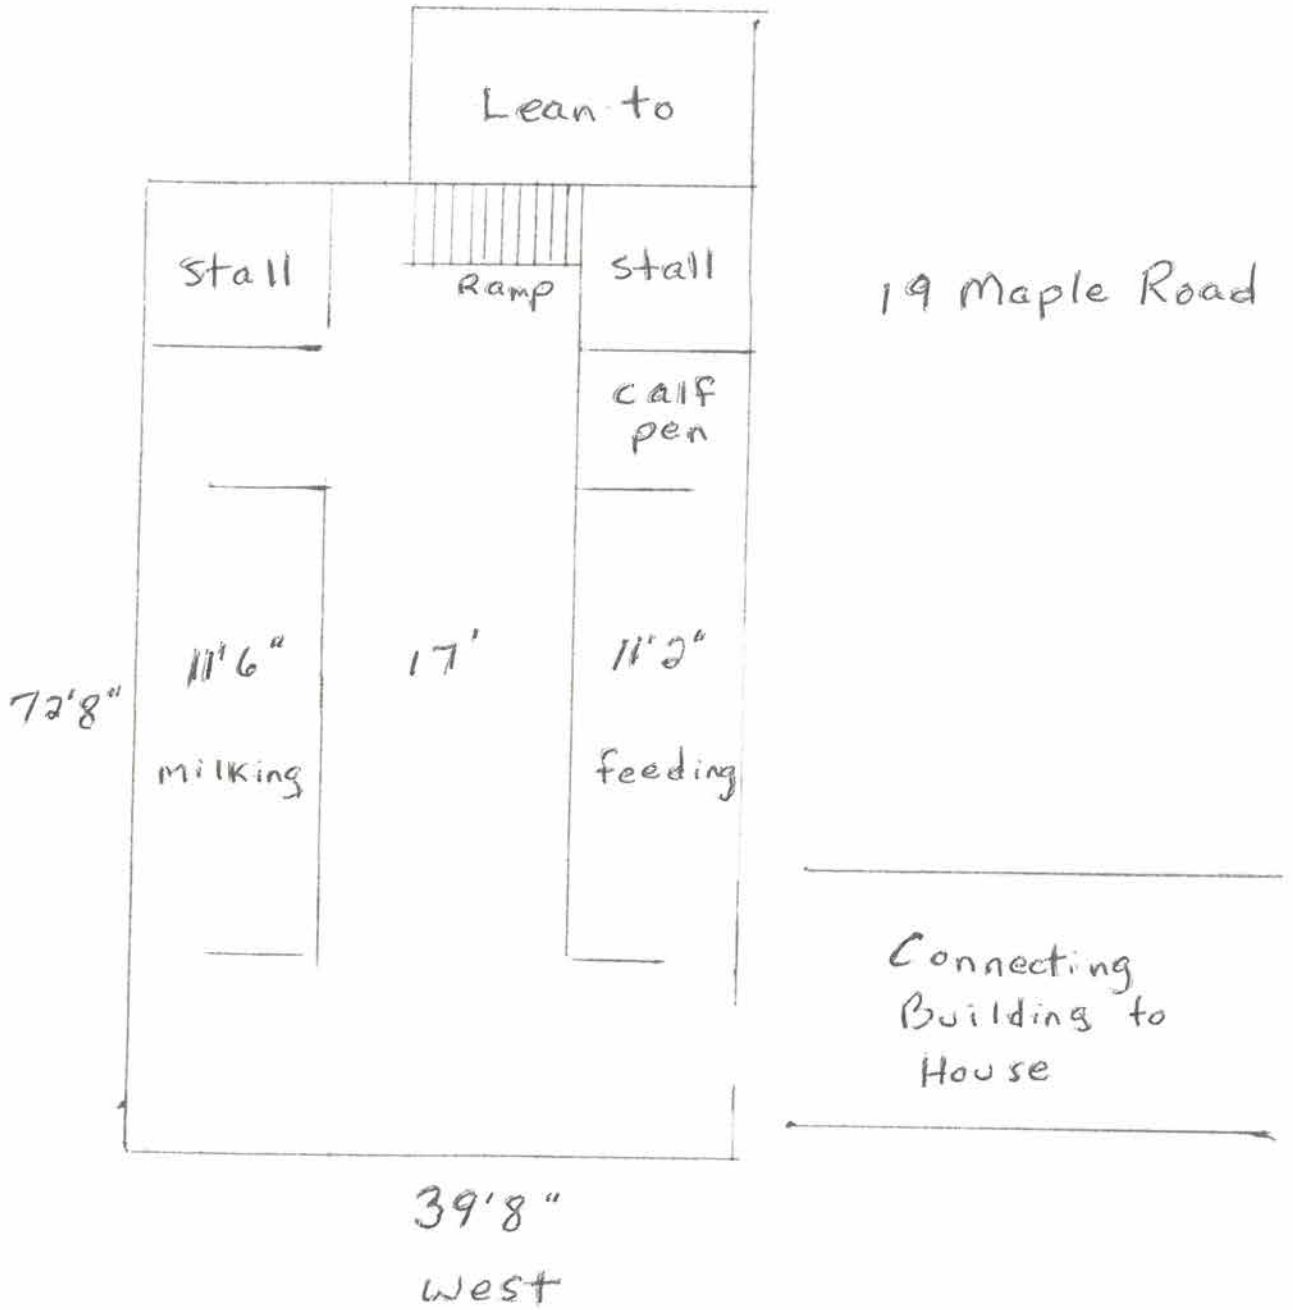 Lean to
stall
Ramp
stall
19 Maple Road
calf
pen
11'6"
17'
11'2"
72'8"
milking
feeding
Connecting
Building to
House
39'8"
West